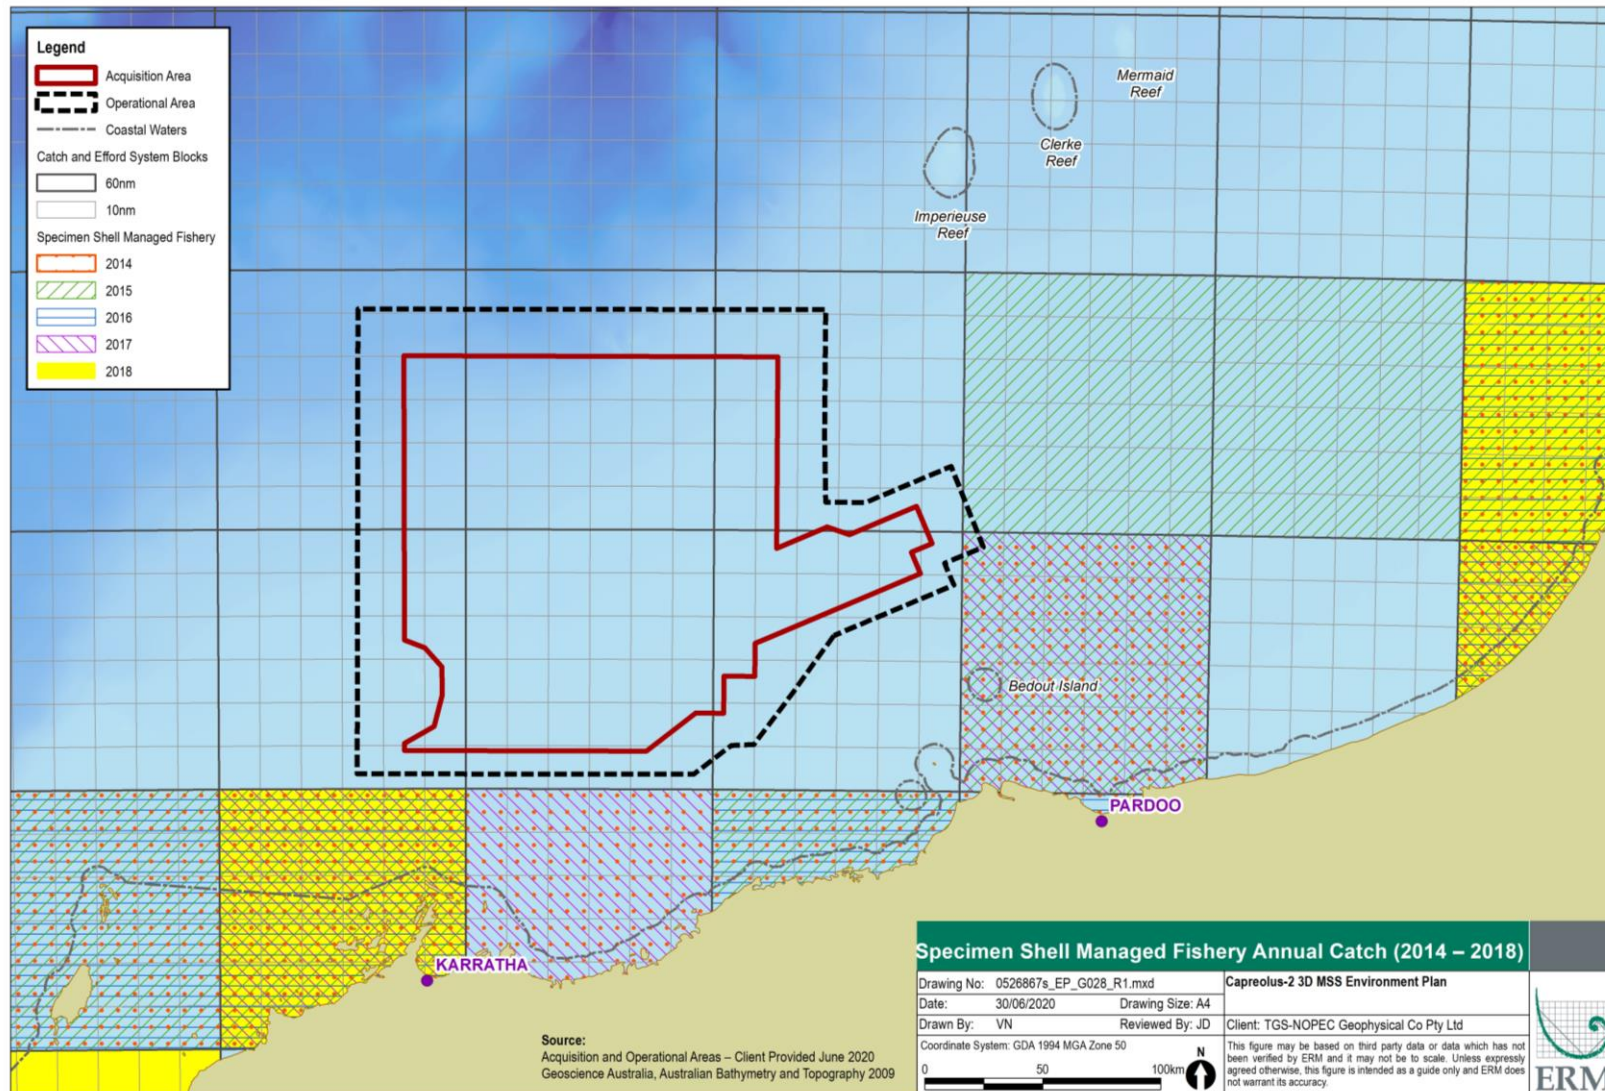 Legend
Acquisition Area
Operational Area
Coastal Waters
Catch and Efford System Blocks
60nm
10nm
Specimen Shell Managed Fishery
2014
2015
2016
2017
2018
Mermaid
Reef
Clerke
Reef
Imperieuse
Reef
Bedout Island
PARDOO
KARRATHA
Source:
Acquisition and Operational Areas – Client Provided June 2020
Geoscience Australia, Australian Bathymetry and Topography 2009
Specimen Shell Managed Fishery Annual Catch (2014 – 2018)
Drawing No: 0526867s_EP_G028_R1.mxd
Capreolus-2 3D MSS Environment Plan
Date: 30/06/2020 Drawing Size: A4
Drawn By: VN Reviewed By: JD
Client: TGS-NOPEC Geophysical Co Pty Ltd
Coordinate System: GDA 1994 MGA Zone 50
0 50 100km
N
This figure may be based on third party data or data which has not
been verified by ERM and it may not be to scale. Unless expressly
agreed otherwise, this figure is intended as a guide only and ERM does
not warrant its accuracy.
ERM